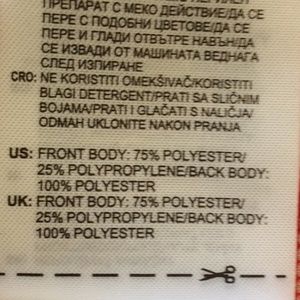 ПРЕПАРАТ С МЕКО ДЕЙСТВИЕ/ДА СЕ
ПЕРЕ С ПОДОБНИ ЦВЕТОВЕ/ДА СЕ
ПЕРЕ И ГЛАДИ ОТВЪТРЕ НАВЪН/ДА
СЕ ИЗВАДИ ОТ МАШИНАТА ВЕДНАГА
СЛЕД ИЗПИРАНЕ
CRO: NE KORISTITI OMEKŠIVAČ/KORISTITI
BLAGI DETERGENT/PRATI SA SLIČNIM
BOJAMA/PRATI I GLAČATI S NALIČJA/
ODMAH UKLONITE NAKON PRANJA
US: FRONT BODY: 75% POLYESTER/
25% POLYPROPYLENE/BACK BODY:
100% POLYESTER
UK: FRONT BODY: 75% POLYESTER/
25% POLYPROPYLENE/BACK BODY:
100% POLYESTER